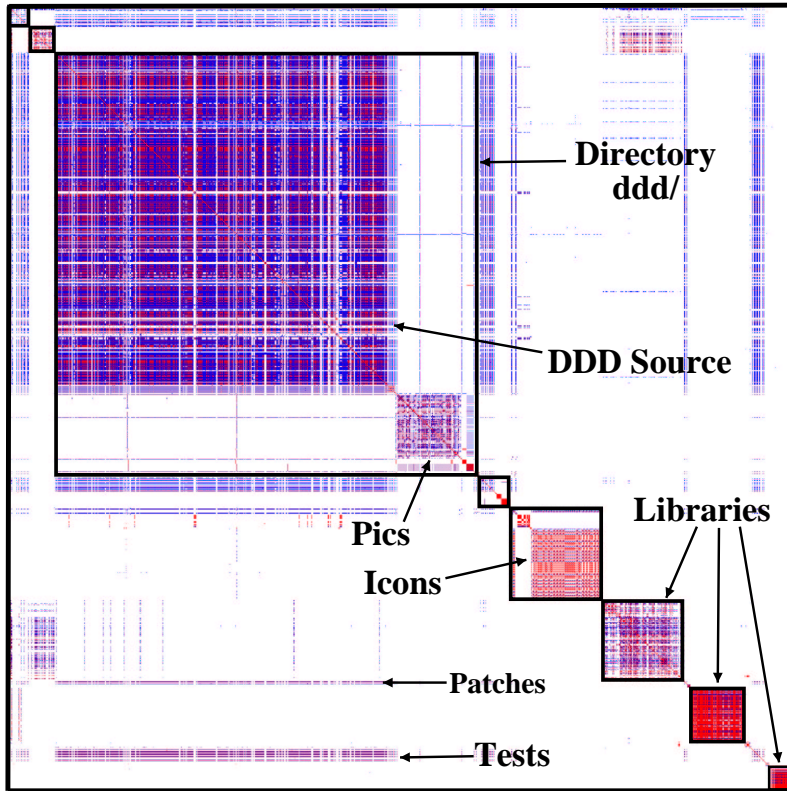 Directory
ddd/
DDD Source
Pics
Libraries
Icons
Patches
Tests